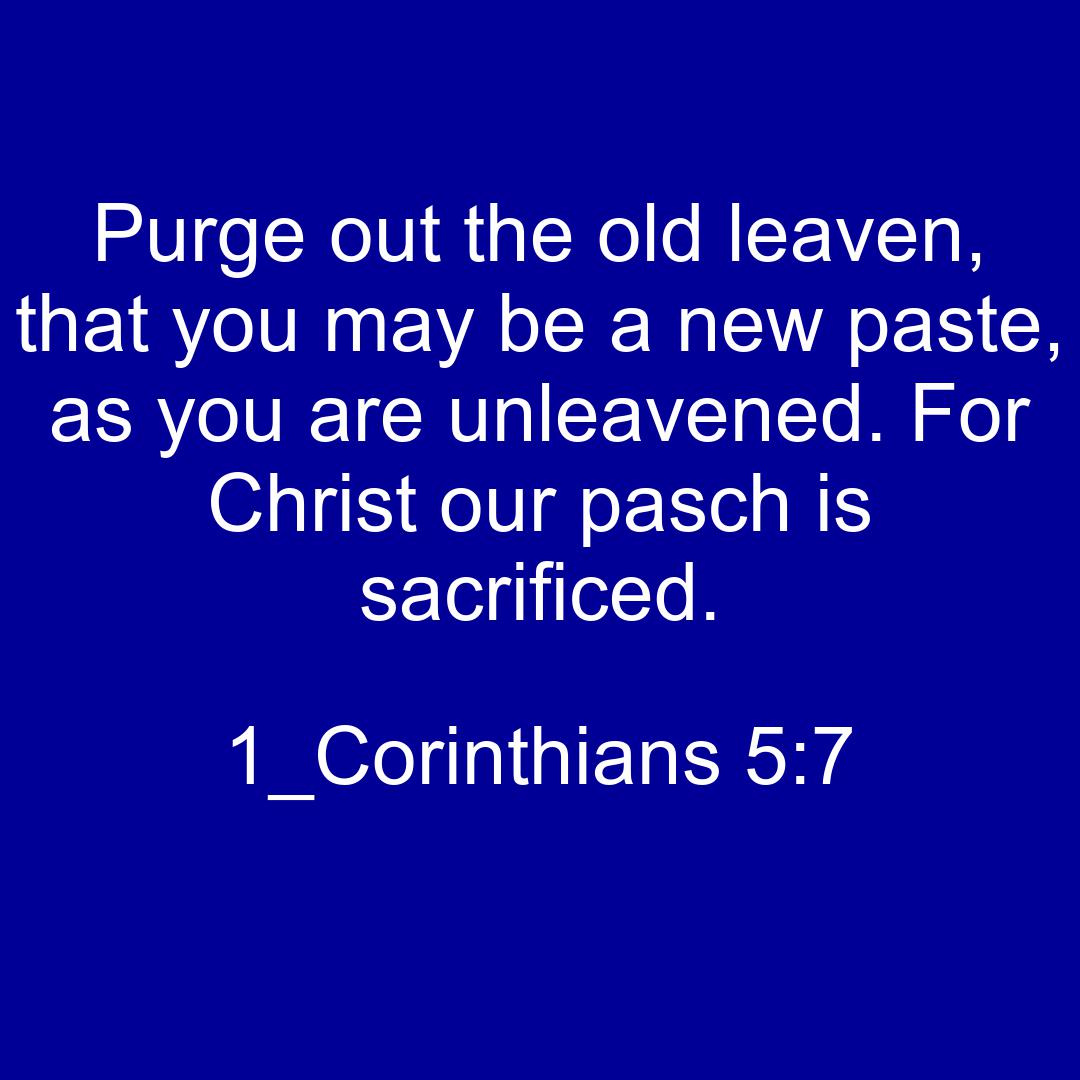 Purge out the old leaven,
that you may be a new paste,
as you are unleavened. For
Christ our pasch is
sacrificed.
1_Corinthians 5:7